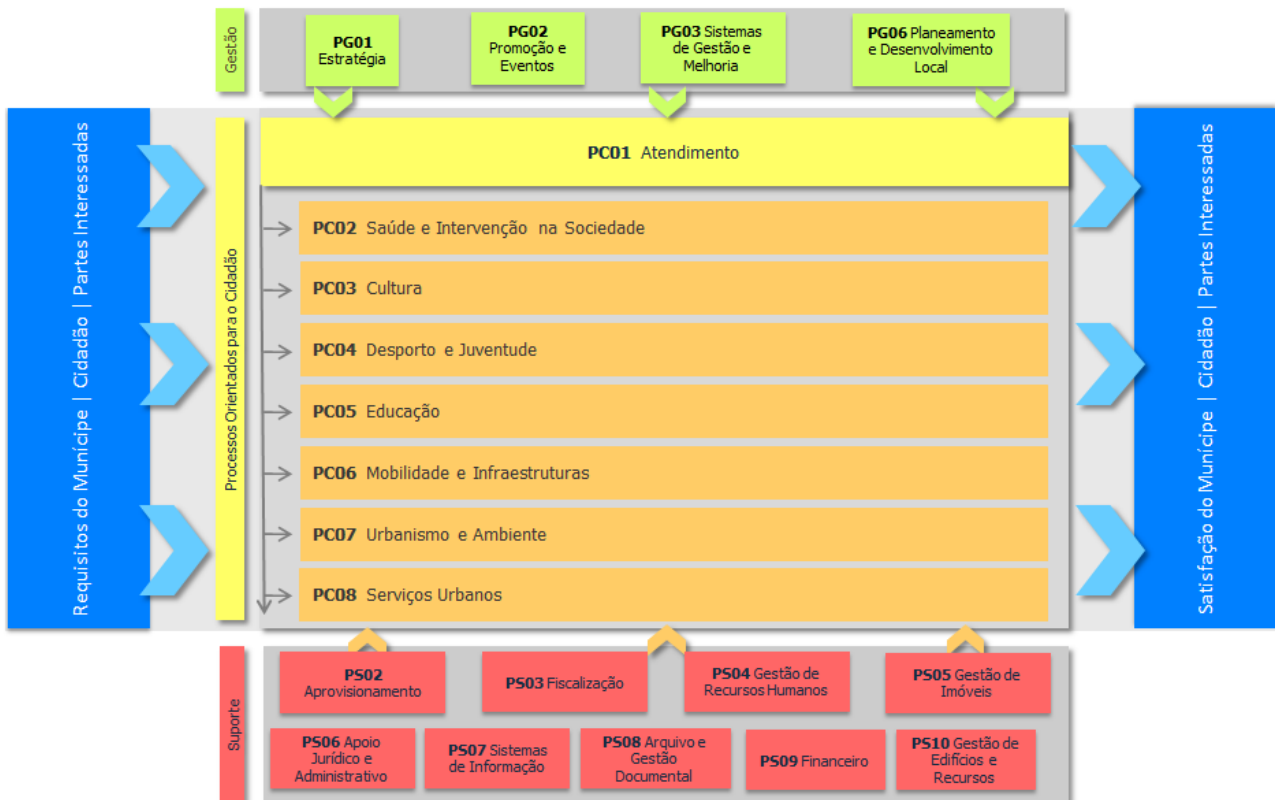 Gestão
PG01
Estratégia
PG02
Promoção e
Eventos
PG03 Sistemas
de Gestão e
Melhoria
PG06 Planeamento
e Desenvolvimento
Local
Requisitos do Munícipe | Cidadão | Partes Interessadas
Processos Orientados para o Cidadão
PC01 Atendimento
PC02 Saúde e Intervenção na Sociedade
PC03 Cultura
PC04 Desporto e Juventude
PC05 Educação
PC06 Mobilidade e Infraestruturas
PC07 Urbanismo e Ambiente
PC08 Serviços Urbanos
Satisfação do Munícipe | Cidadão | Partes Interessadas
Suporte
PS02
Aprovisionamento
PS03 Fiscalização
PS04 Gestão de
Recursos Humanos
PS05 Gestão de
Imóveis
PS06 Apoio
Jurídico e
Administrativo
PS07 Sistemas
de Informação
PS08 Arquivo e
Gestão
Documental
PS09 Financeiro
PS10 Gestão de
Edifícios e
Recursos